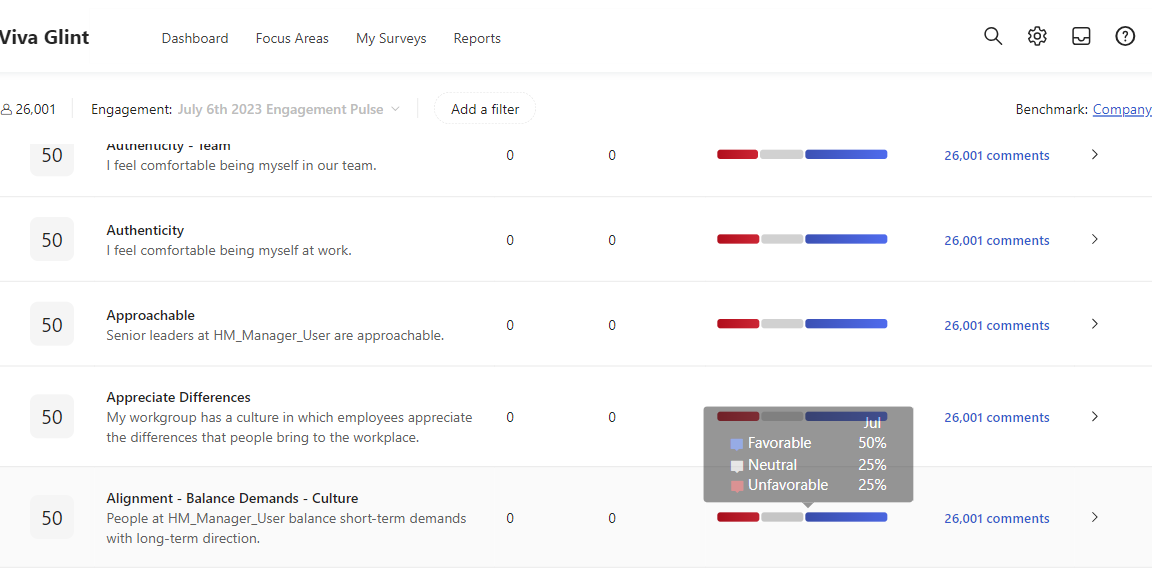 Viva Glint Dashboard Focus Areas My Surveys Reports
26,001 Engagement: July 6th 2023 Engagement Pulse Add a filter Benchmark: Company
Authenticity - Team
50 0 0 26,001 comments
I feel comfortable being myself in our team.
Authenticity
50 0 0 26,001 comments
I feel comfortable being myself at work.
Approachable
50 0 0 26,001 comments
Senior leaders at HM_Manager_User are approachable.
Appreciate Differences
50 My workgroup has a culture in which employees appreciate 0 0 26,001 comments
the differences that people bring to the workplace.
Jul
Favorable 50%
Neutral 25%
Unfavorable 25%
Alignment - Balance Demands - Culture
50 People at HM_Manager_User balance short-term demands 0 0 26,001 comments
with long-term direction.